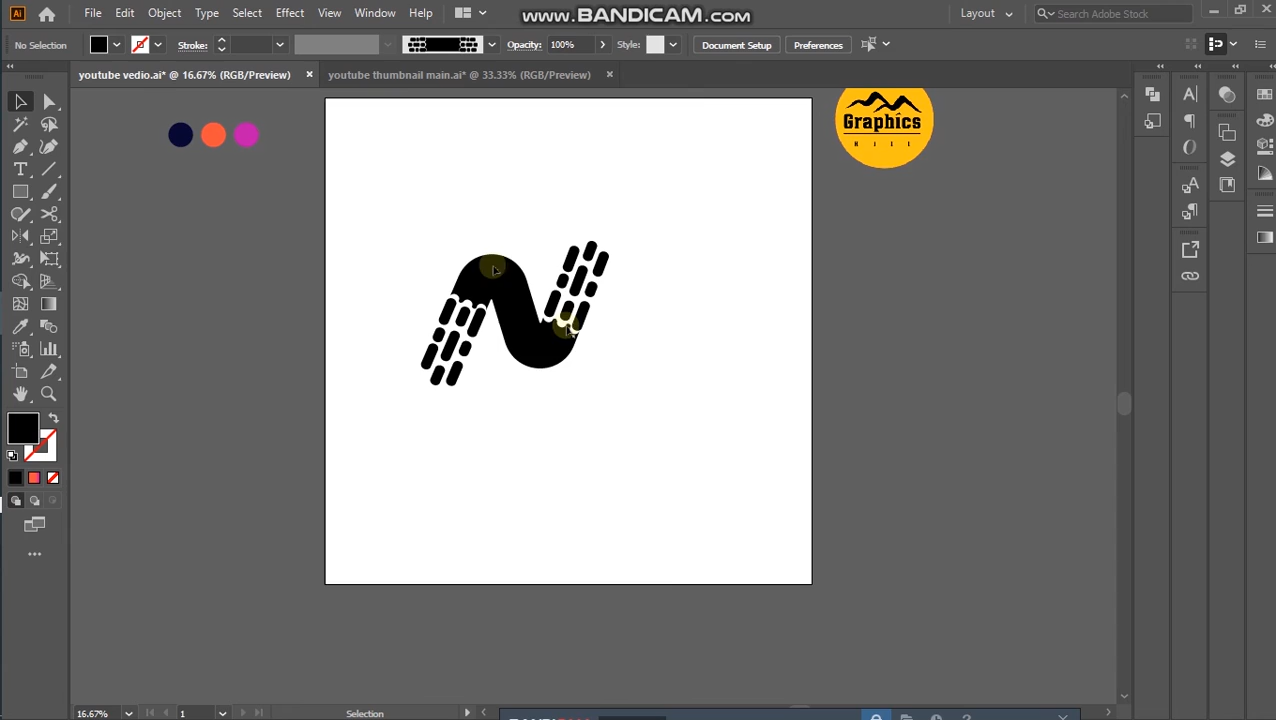 www.BANDICAM.com
Ai File Edit Object Type Select Effect View Window Help Layout Search Adobe Stock
No Selection Stroke: Opacity: 100% Style: Document Setup Preferences
youtube vedio.ai* @ 16.67% (RGB/Preview) youtube thumbnail main.ai* @ 33.33% (RGB/Preview)
Graphics
H I L L
16.67% 1 Selection